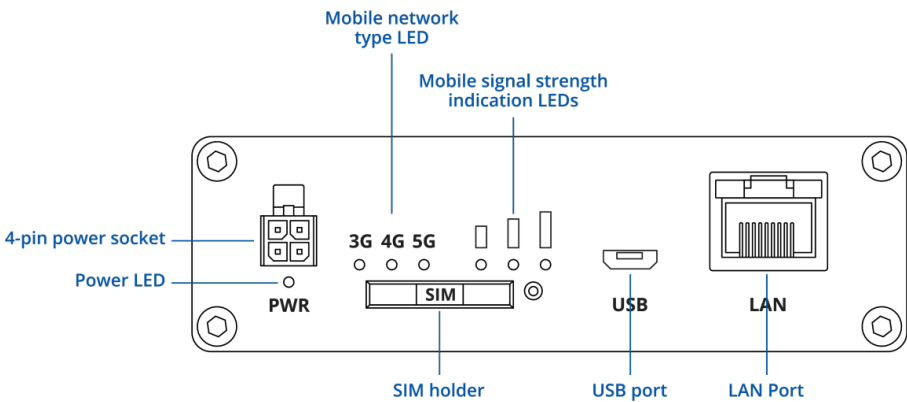 Mobile network
type LED
Mobile signal strength
indication LEDs
4-pin power socket
3G 4G 5G
Power LED
PWR
SIM
USB
LAN
SIM holder
USB port
LAN Port